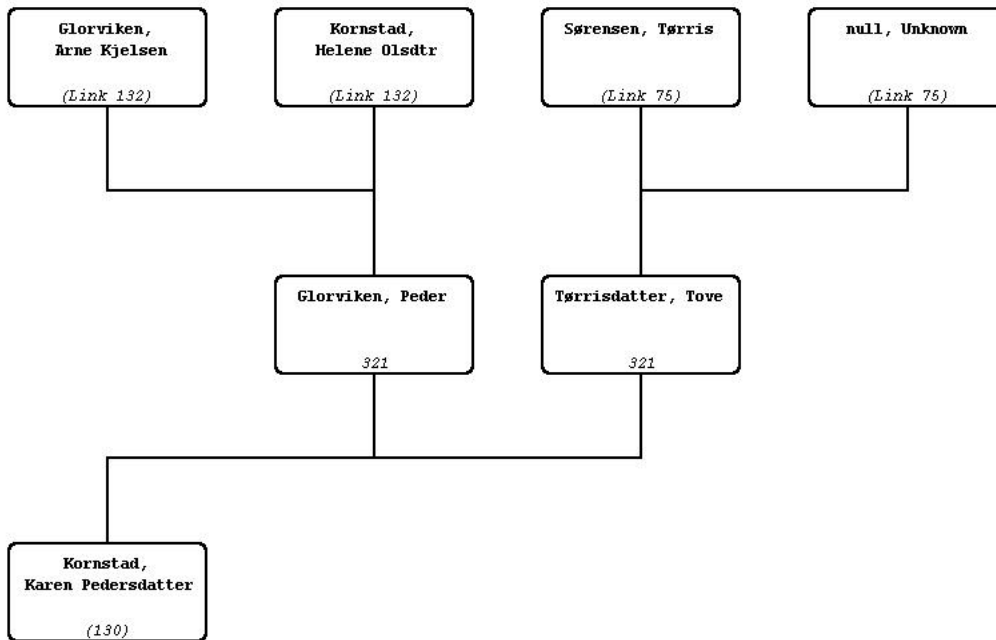 Glorviken,
Arne Kjelsen
(Link 132)
Kornstad,
Helene Olsdtr
(Link 132)
Sørensen, Tørris
(Link 75)
null, Unknown
(Link 75)
Glorviken, Peder
321
Tørrisdatter, Tove
321
Kornstad,
Karen Pedersdatter
(130)